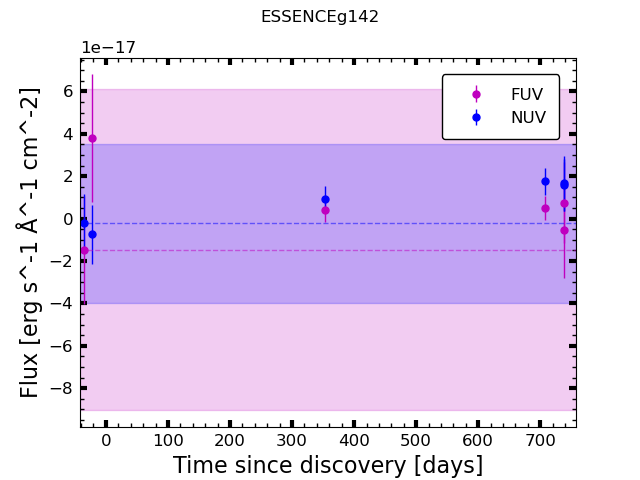 ESSENCEg142
1e−17
Flux [erg s^-1 Å^-1 cm^-2]
6
4
2
0
−2
−4
−6
−8
FUV
NUV
0 100 200 300 400 500 600 700
Time since discovery [days]